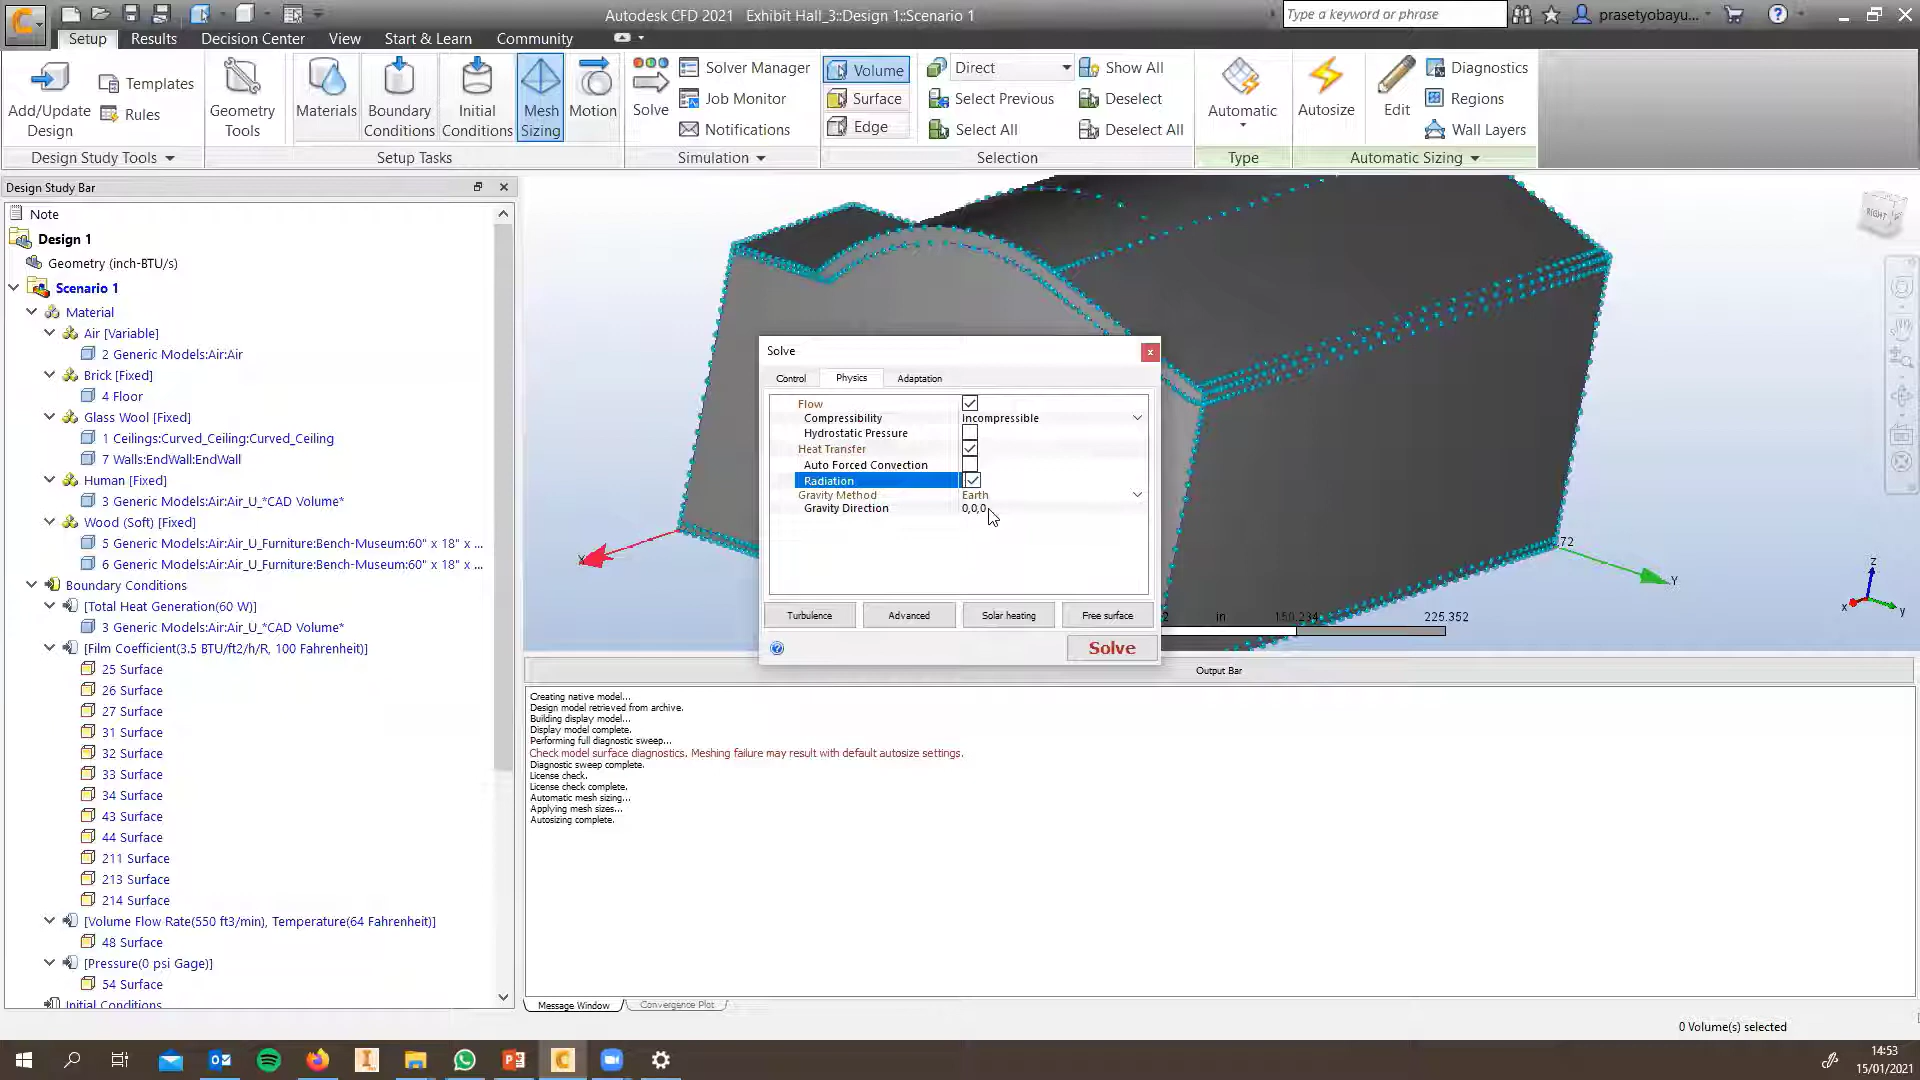 Autodesk CFD 2021 Exhibit Hall_3::Design 1::Scenario 1
Type a keyword or phrase
prasetyobayu...
Setup
Results
Decision Center
View
Start & Learn
Community
Add/Update Design
Templates
Rules
Design Study Tools
Geometry Tools
Materials
Boundary Conditions
Initial Conditions
Mesh Sizing
Motion
Setup Tasks
Solve
Solver Manager
Job Monitor
Notifications
Simulation
Volume
Surface
Edge
Direct
Select Previous
Select All
Show All
Deselect
Deselect All
Selection
Automatic
Type
Autosize
Edit
Diagnostics
Regions
Wall Layers
Automatic Sizing
Design Study Bar
Note
Design 1
Geometry (inch-BTU/s)
Scenario 1
Material
Air [Variable]
2 Generic Models:Air:Air
Brick [Fixed]
4 Floor
Glass Wool [Fixed]
1 Ceilings:Curved_Ceiling:Curved_Ceiling
7 Walls:EndWall:EndWall
Human [Fixed]
3 Generic Models:Air:Air_U_*CAD Volume*
Wood (Soft) [Fixed]
5 Generic Models:Air:Air_U_Furniture:Bench-Museum:60" x 18" x ...
6 Generic Models:Air:Air_U_Furniture:Bench-Museum:60" x 18" x ...
Boundary Conditions
[Total Heat Generation(60 W)]
3 Generic Models:Air:Air_U_*CAD Volume*
[Film Coefficient(3.5 BTU/ft2/h/R, 100 Fahrenheit)]
25 Surface
26 Surface
27 Surface
31 Surface
32 Surface
33 Surface
34 Surface
43 Surface
44 Surface
211 Surface
213 Surface
214 Surface
[Volume Flow Rate(550 ft3/min), Temperature(64 Fahrenheit)]
48 Surface
[Pressure(0 psi Gage)]
54 Surface
Initial Conditions
RIGHT
X
.72
Y
z
x
y
2
in
150.234
225.352
Solve
Control
Physics
Adaptation
Flow
Compressibility
Incompressible
Hydrostatic Pressure
Heat Transfer
Auto Forced Convection
Radiation
Gravity Method
Earth
Gravity Direction
0,0,0
Turbulence
Advanced
Solar heating
Free surface
Solve
Output Bar
Creating native model...
Design model retrieved from archive.
Building display model...
Display model complete.
Performing full diagnostic sweep...
Check model surface diagnostics. Meshing failure may result with default autosize settings.
Diagnostic sweep complete.
License check.
License check complete.
Automatic mesh sizing...
Applying mesh sizes...
Autosizing complete.
Message Window
Convergence Plot
0 Volume(s) selected
14:53
15/01/2021